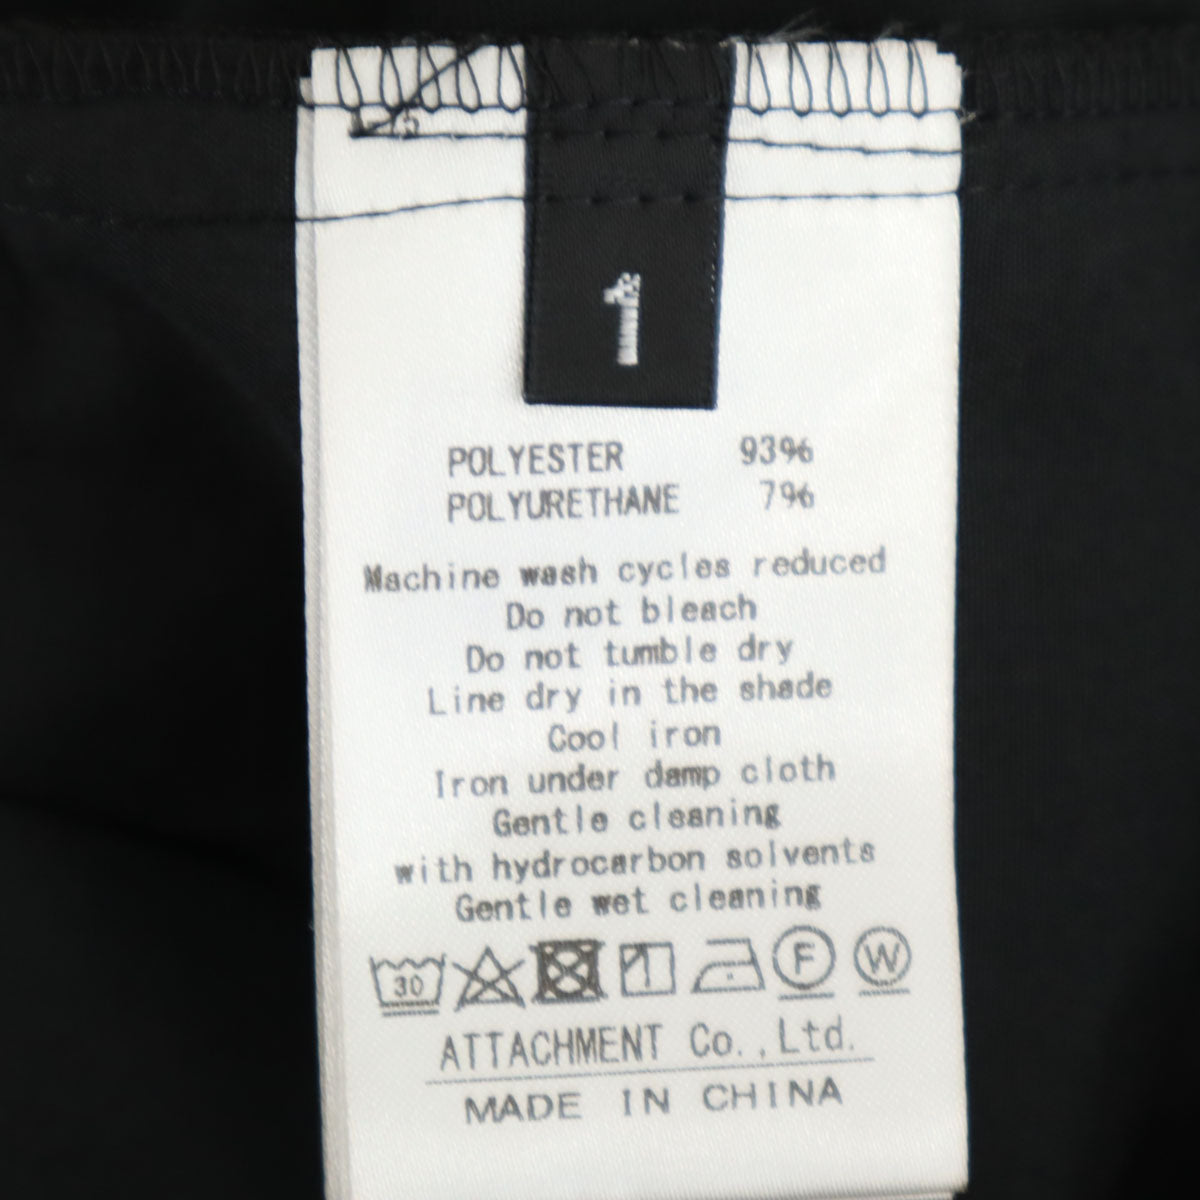 1
POLYESTER 93%
POLYURETHANE 7%
Machine wash cycles reduced
Do not bleach
Do not tumble dry
Line dry in the shade
Cool iron
Iron under damp cloth
Gentle cleaning
with hydrocarbon solvents
Gentle wet cleaning
30 F W
ATTACHMENT Co.,Ltd.
MADE IN CHINA